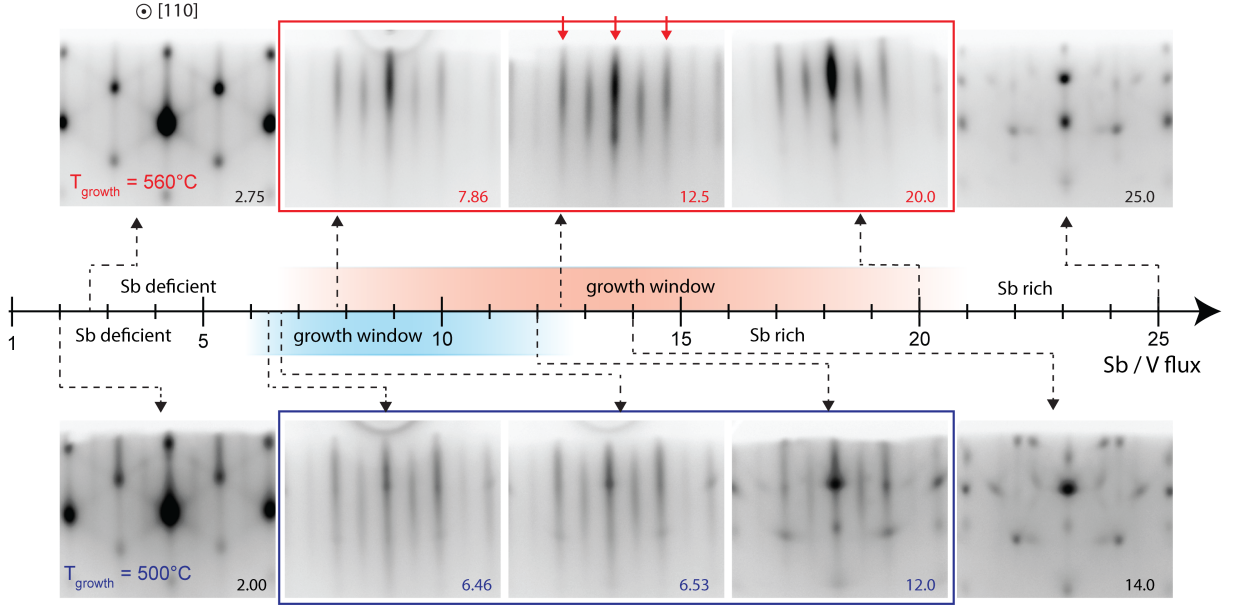 ⊙ [110]
T growth = 560°C
2.75
7.86
12.5
20.0
25.0
Sb deficient
growth window
Sb rich
1
5
10
15
20
25
Sb deficient
growth window
Sb rich
Sb / V flux
T growth = 500°C
2.00
6.46
6.53
12.0
14.0